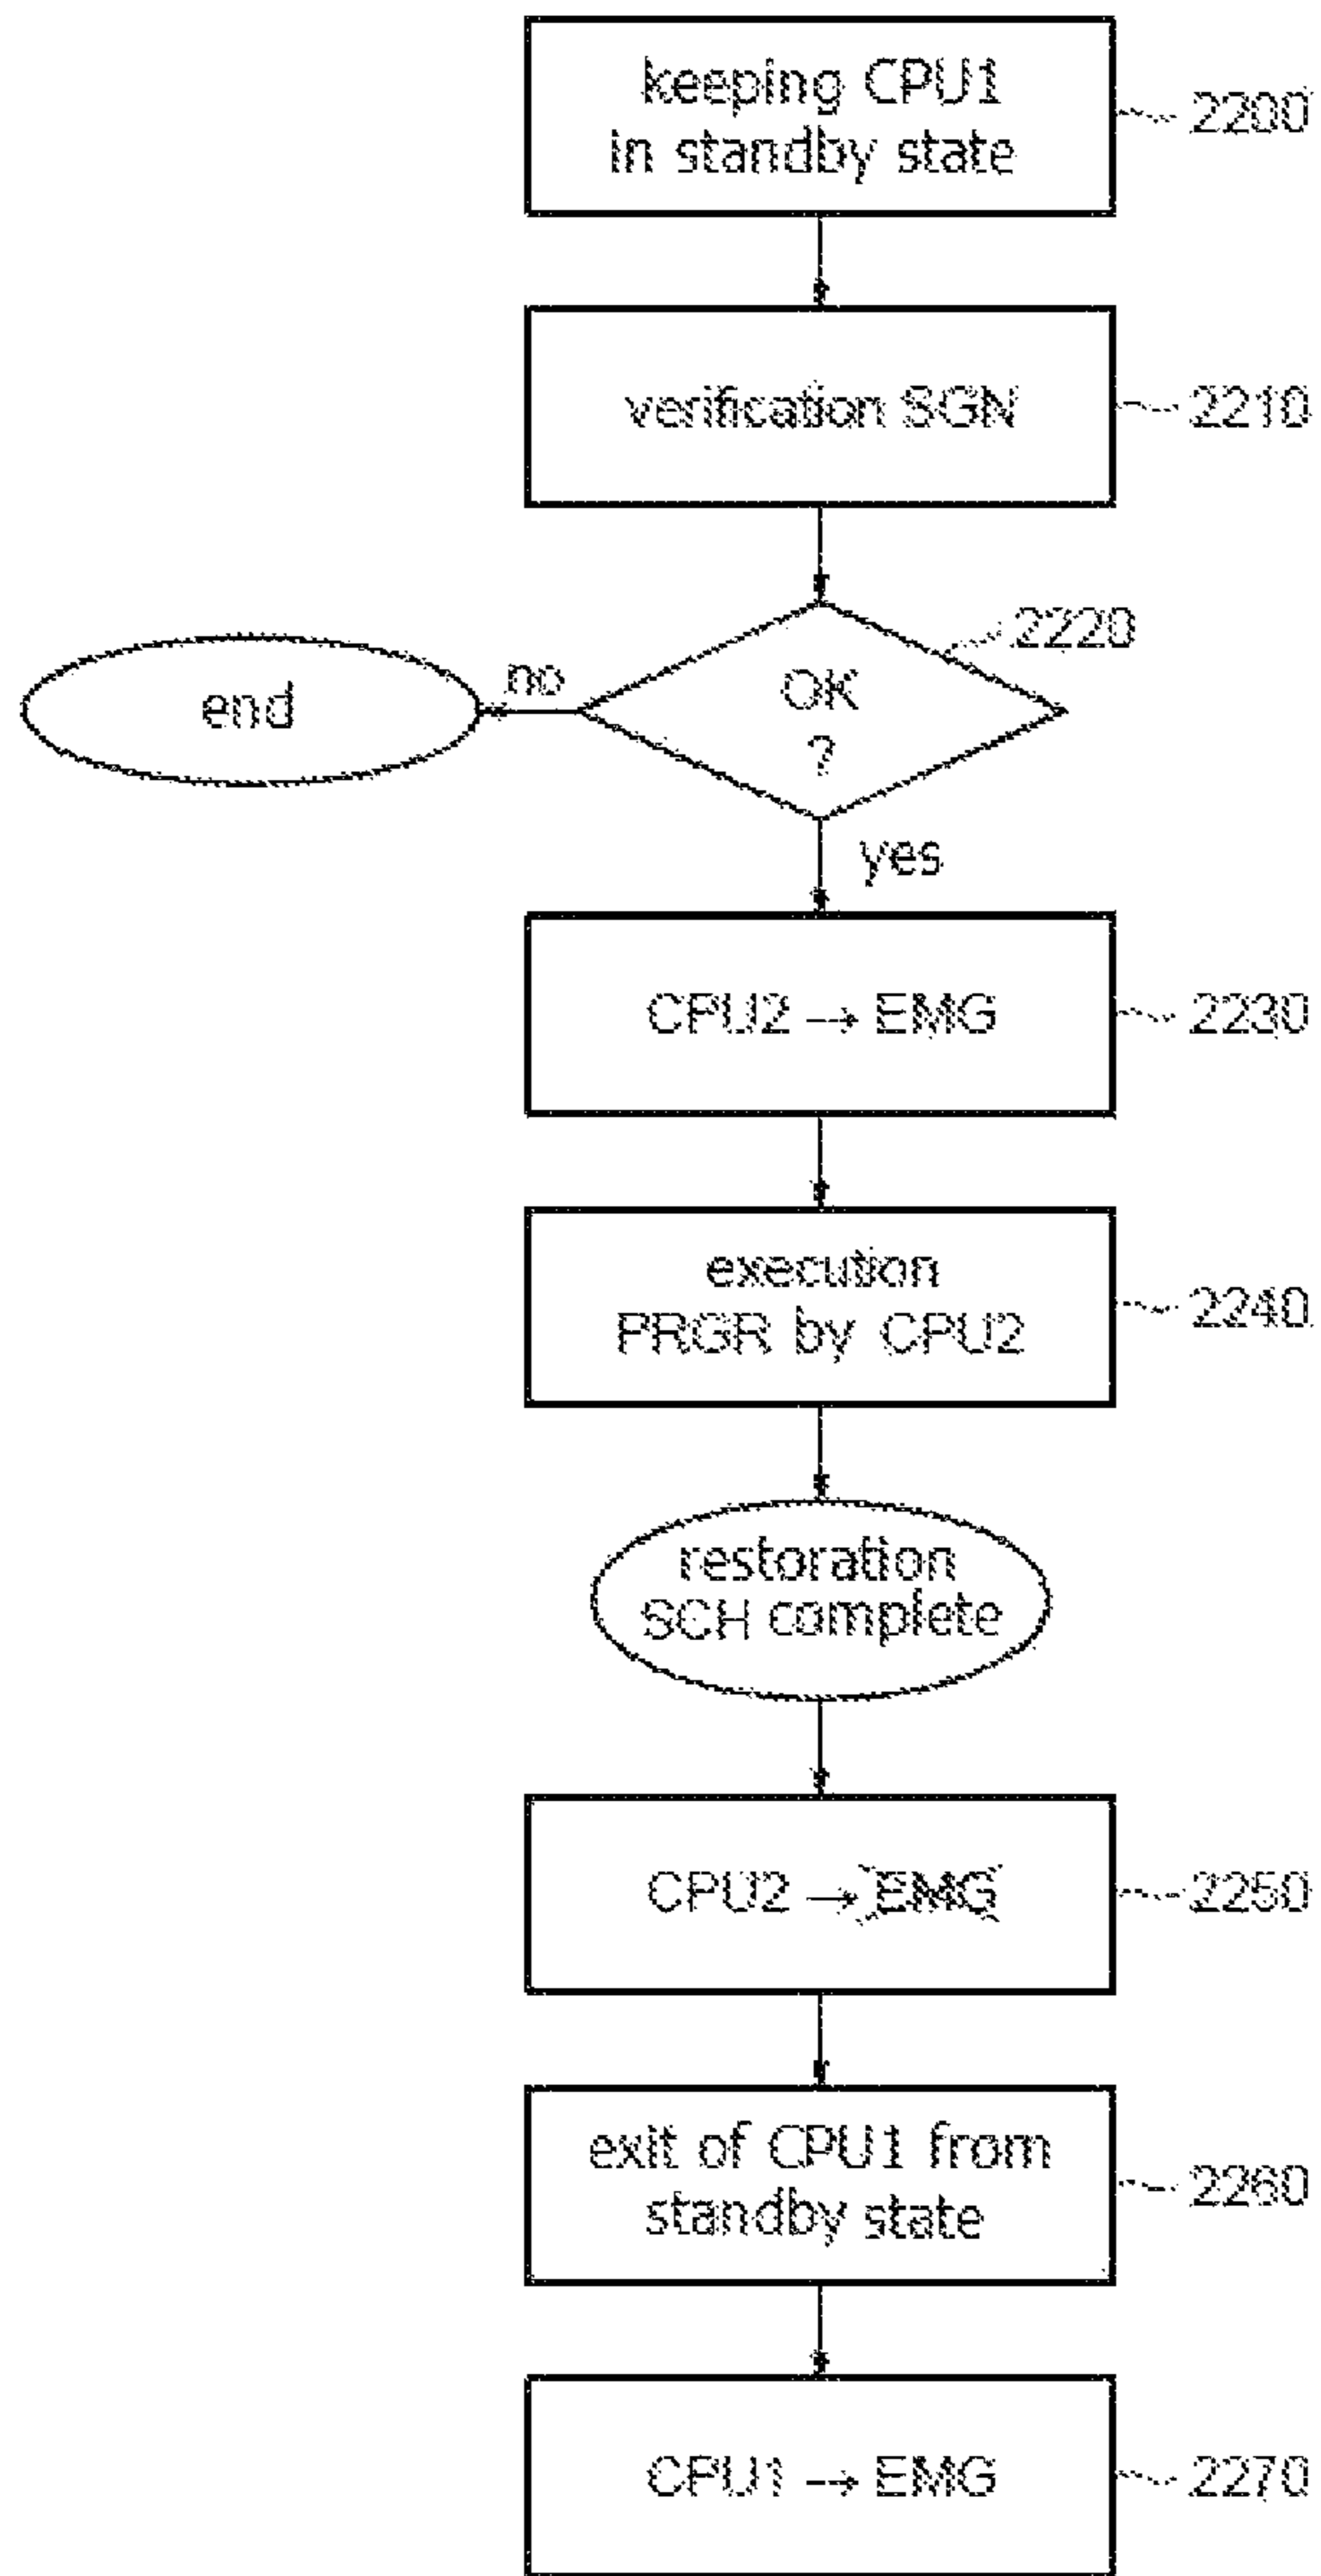 keeping CPU1
in standby state
2200
verification SGN
2210
2220
OK
?
no
end
yes
CPU2 → EMG
2230
execution
PRGR by CPU2
2240
restoration
SCH complete
CPU2 → EMG
2250
exit of CPU1 from
standby state
2260
CPU1 → EMG
2270